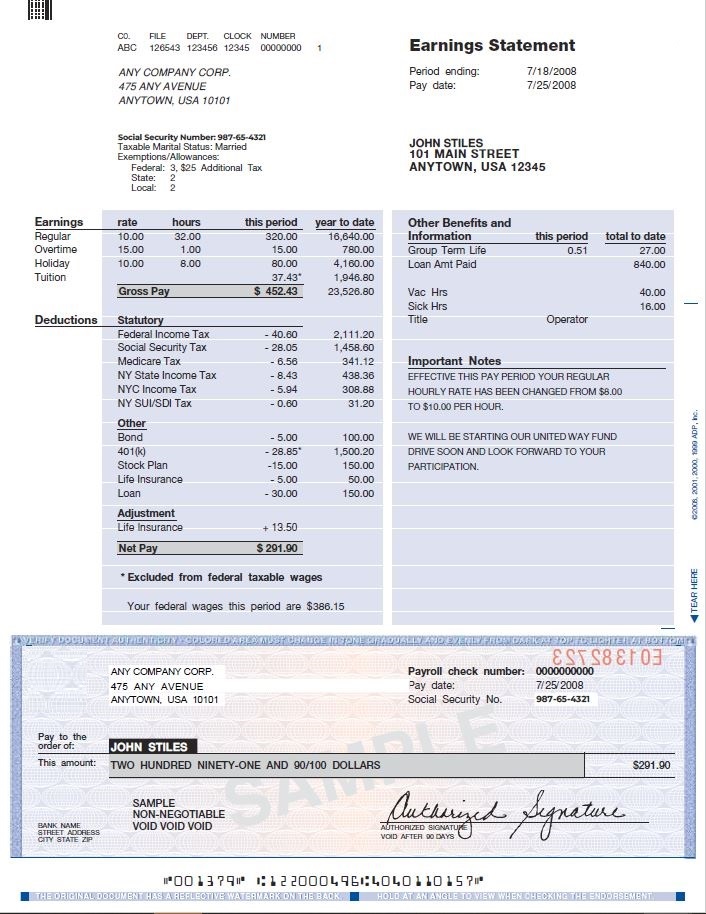 CO. FILE DEPT. CLOCK NUMBER
ABC 126543 123456 12345 00000000 1
ANY COMPANY CORP.
475 ANY AVENUE
ANYTOWN, USA 10101
Earnings Statement
Period ending: 7/18/2008
Pay date: 7/25/2008
Social Security Number: 987-65-4321
Taxable Marital Status: Married
Exemptions/Allowances:
Federal: 3, $25 Additional Tax
State: 2
Local: 2
JOHN STILES
101 MAIN STREET
ANYTOWN, USA 12345
Earnings rate hours this period year to date
Regular 10.00 32.00 320.00 16,640.00
Overtime 15.00 1.00 15.00 780.00
Holiday 10.00 8.00 80.00 4,160.00
Tuition 37.43* 1,946.80
Gross Pay $ 452.43 23,526.80
Deductions Statutory
Federal Income Tax - 40.60 2,111.20
Social Security Tax - 28.05 1,458.60
Medicare Tax - 6.56 341.12
NY State Income Tax - 8.43 438.36
NYC Income Tax - 5.94 308.88
NY SUI/SDI Tax - 0.60 31.20
Other
Bond - 5.00 100.00
401(k) - 28.85* 1,500.20
Stock Plan -15.00 150.00
Life Insurance - 5.00 50.00
Loan - 30.00 150.00
Adjustment
Life Insurance + 13.50
Net Pay $ 291.90
* Excluded from federal taxable wages
Your federal wages this period are $386.15
Other Benefits and
Information this period total to date
Group Term Life 0.51 27.00
Loan Amt Paid 840.00
Vac Hrs 40.00
Sick Hrs 16.00
Title Operator
Important Notes
EFFECTIVE THIS PAY PERIOD YOUR REGULAR
HOURLY RATE HAS BEEN CHANGED FROM $8.00
TO $10.00 PER HOUR.
WE WILL BE STARTING OUR UNITED WAY FUND
DRIVE SOON AND LOOK FORWARD TO YOUR
PARTICIPATION.
2001, 2000, 1999 ADP, Inc.
TEAR HERE
VERIFY DOCUMENT AUTHENTICITY - COLORED AREA MUST CHANGE IN TONE GRADUALLY AND EVENLY FROM DARK AT TOP TO LIGHTER AT BOTTOM
E01382723
ANY COMPANY CORP.
475 ANY AVENUE
ANYTOWN, USA 10101
Payroll check number: 0000000000
Pay date: 7/25/2008
Social Security No. 987-65-4321
Pay to the
order of: JOHN STILES
This amount: TWO HUNDRED NINETY-ONE AND 90/100 DOLLARS $291.90
SAMPLE
SAMPLE
NON-NEGOTIABLE
VOID VOID VOID
BANK NAME
STREET ADDRESS
CITY STATE ZIP
Authorized Signature
AUTHORIZED SIGNATURE
VOID AFTER 90 DAYS
⑈001379⑈ ⑆122000496⑆4040110157⑈
THE ORIGINAL DOCUMENT HAS A REFLECTIVE WATERMARK ON THE BACK. HOLD AT AN ANGLE TO VIEW WHEN CHECKING THE ENDORSEMENT.